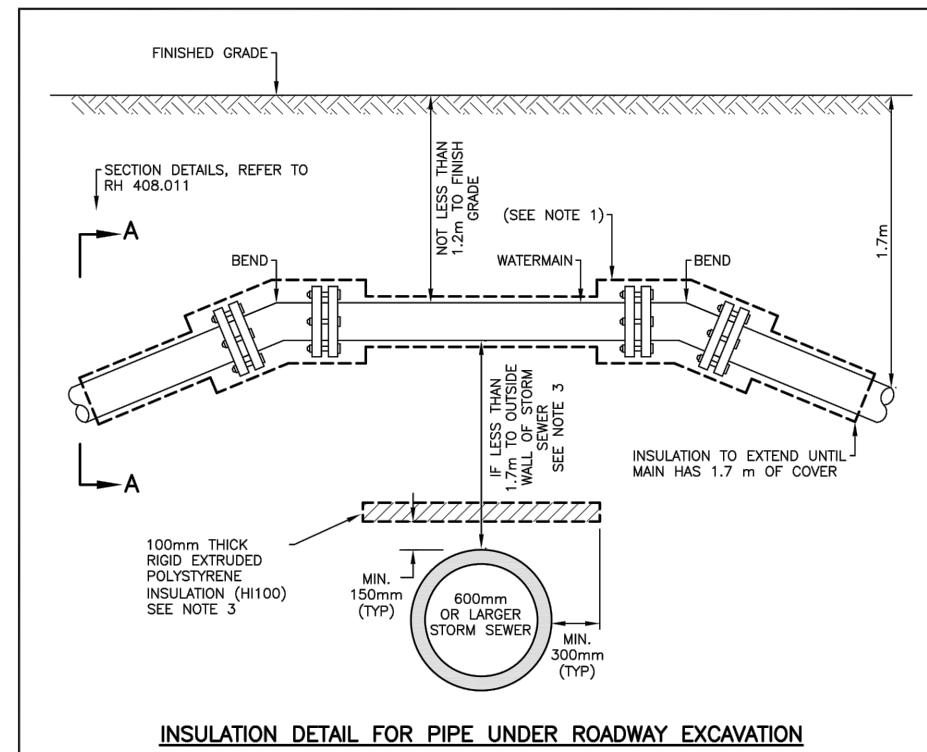 FINISHED GRADE
SECTION DETAILS, REFER TO
RH 408.011
A
NOT LESS THAN
1.2m TO FINISH
GRADE
(SEE NOTE 1)
1.7m
BEND
WATERMAIN
BEND
IF LESS THAN
1.7m TO OUTSIDE
WALL OF STORM
SEWER
SEE NOTE 3
INSULATION TO EXTEND UNTIL
MAIN HAS 1.7 m OF COVER
A
100mm THICK
RIGID EXTRUDED
POLYSTYRENE
INSULATION (HI100)
SEE NOTE 3
MIN.
150mm
(TYP)
600mm
OR LARGER
STORM SEWER
MIN.
300mm
(TYP)
INSULATION DETAIL FOR PIPE UNDER ROADWAY EXCAVATION